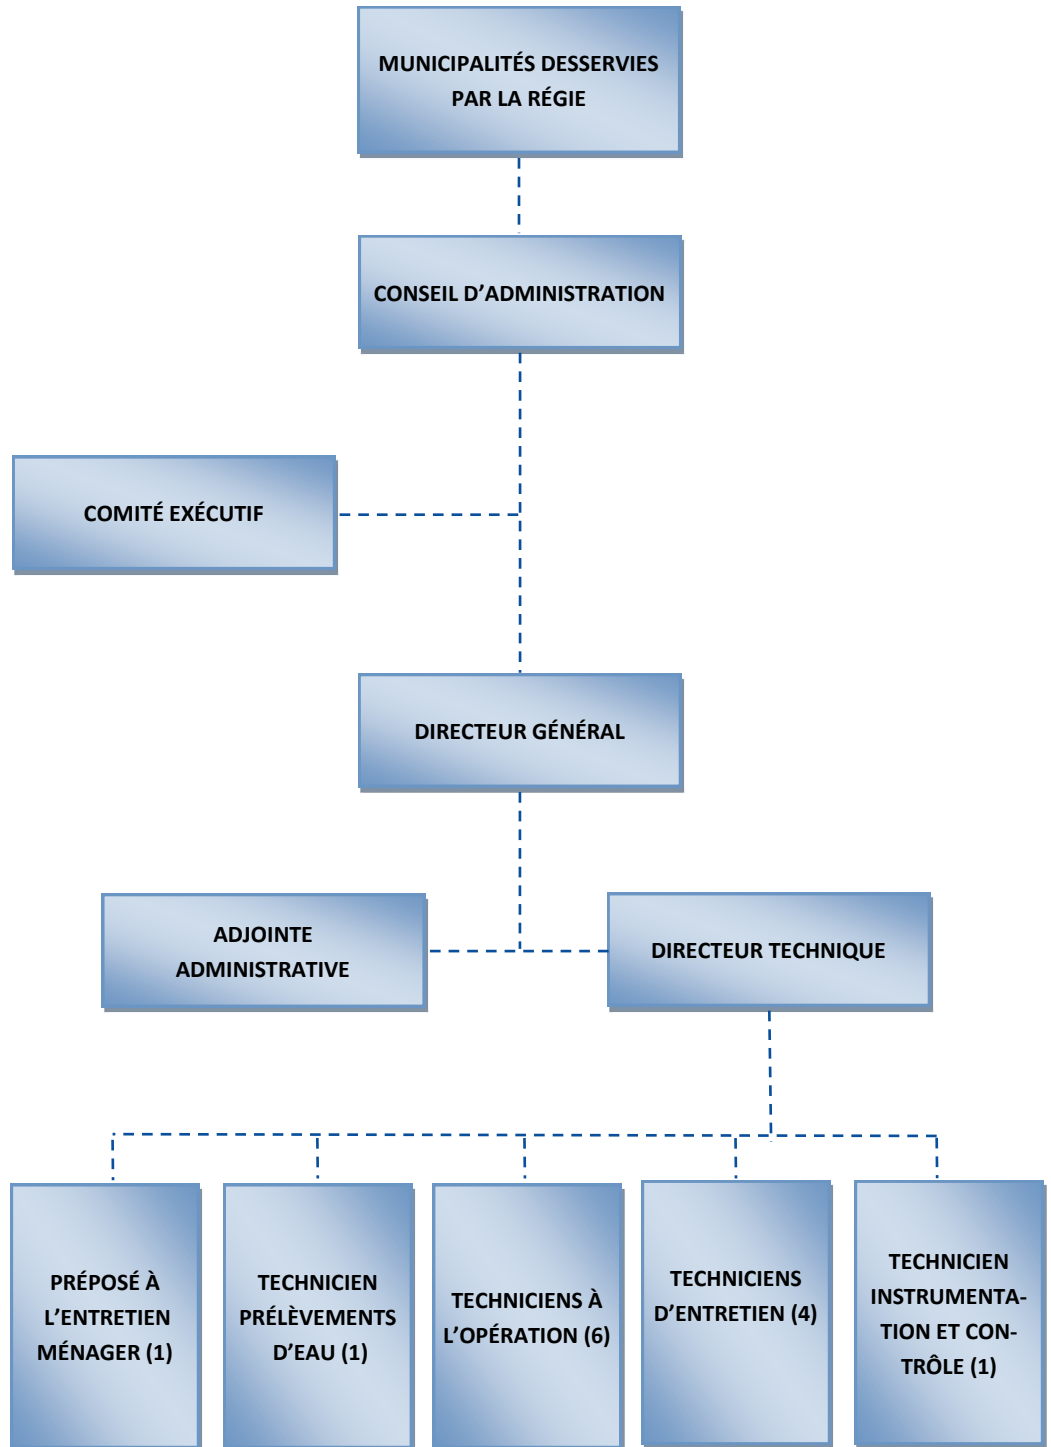 MUNICIPALITÉS DESSERVIES
PAR LA RÉGIE
CONSEIL D’ADMINISTRATION
COMITÉ EXÉCUTIF
DIRECTEUR GÉNÉRAL
ADJOINTE
ADMINISTRATIVE
DIRECTEUR TECHNIQUE
PRÉPOSÉ À
L’ENTRETIEN
MÉNAGER (1)
TECHNICIEN
PRÉLÈVEMENTS
D’EAU (1)
TECHNICIENS À
L’OPÉRATION (6)
TECHNICIENS
D’ENTRETIEN (4)
TECHNICIEN
INSTRUMENTA-
TION ET CON-
TRÔLE (1)